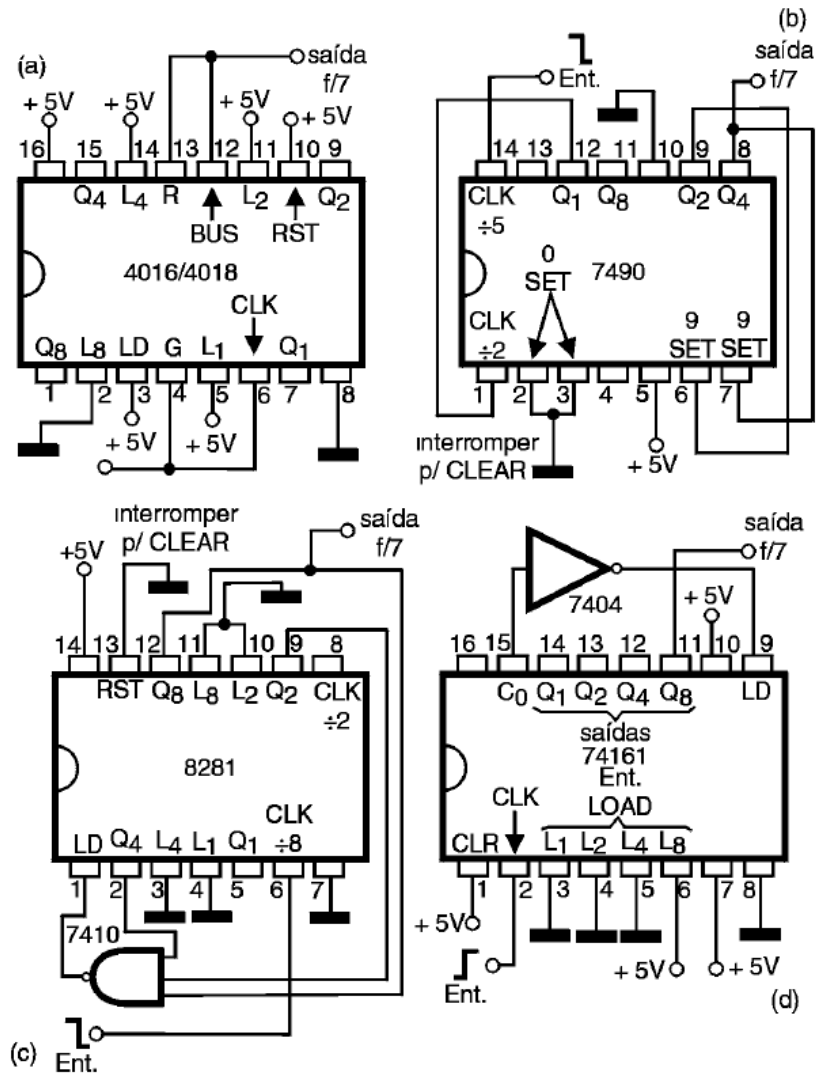 (a)
saída
f/7
+ 5V
+ 5V
+ 5V
+ 5V
16 15 14 13 12 11 10 9
Q4 L4 R L2 Q2
BUS RST
4016/4018
CLK
Q8 L8 LD G L1 Q1
1 2 3 4 5 6 7 8
+ 5V
+ 5V
(b)
saída
f/7
Ent.
14 13 12 11 10 9 8
CLK
÷5
Q1 Q8 Q2 Q4
0
SET
7490
CLK
÷2
9
SET
9
SET
1 2 3 4 5 6 7
interromper
p/ CLEAR
+ 5V
interromper
p/ CLEAR
saída
f/7
+5V
14 13 12 11 10 9 8
RST Q8 L8 L2 Q2 CLK
÷2
8281
CLK
÷8
LD Q4 L4 L1 Q1
1 2 3 4 5 6 7
7410
(c)
Ent.
saída
f/7
7404
+ 5V
16 15 14 13 12 11 10 9
C0 Q1 Q2 Q4 Q8 LD
saídas
74161
Ent.
CLK
LOAD
CLR L1 L2 L4 L8
1 2 3 4 5 6 7 8
+ 5V
Ent.
+ 5V
+ 5V
(d)